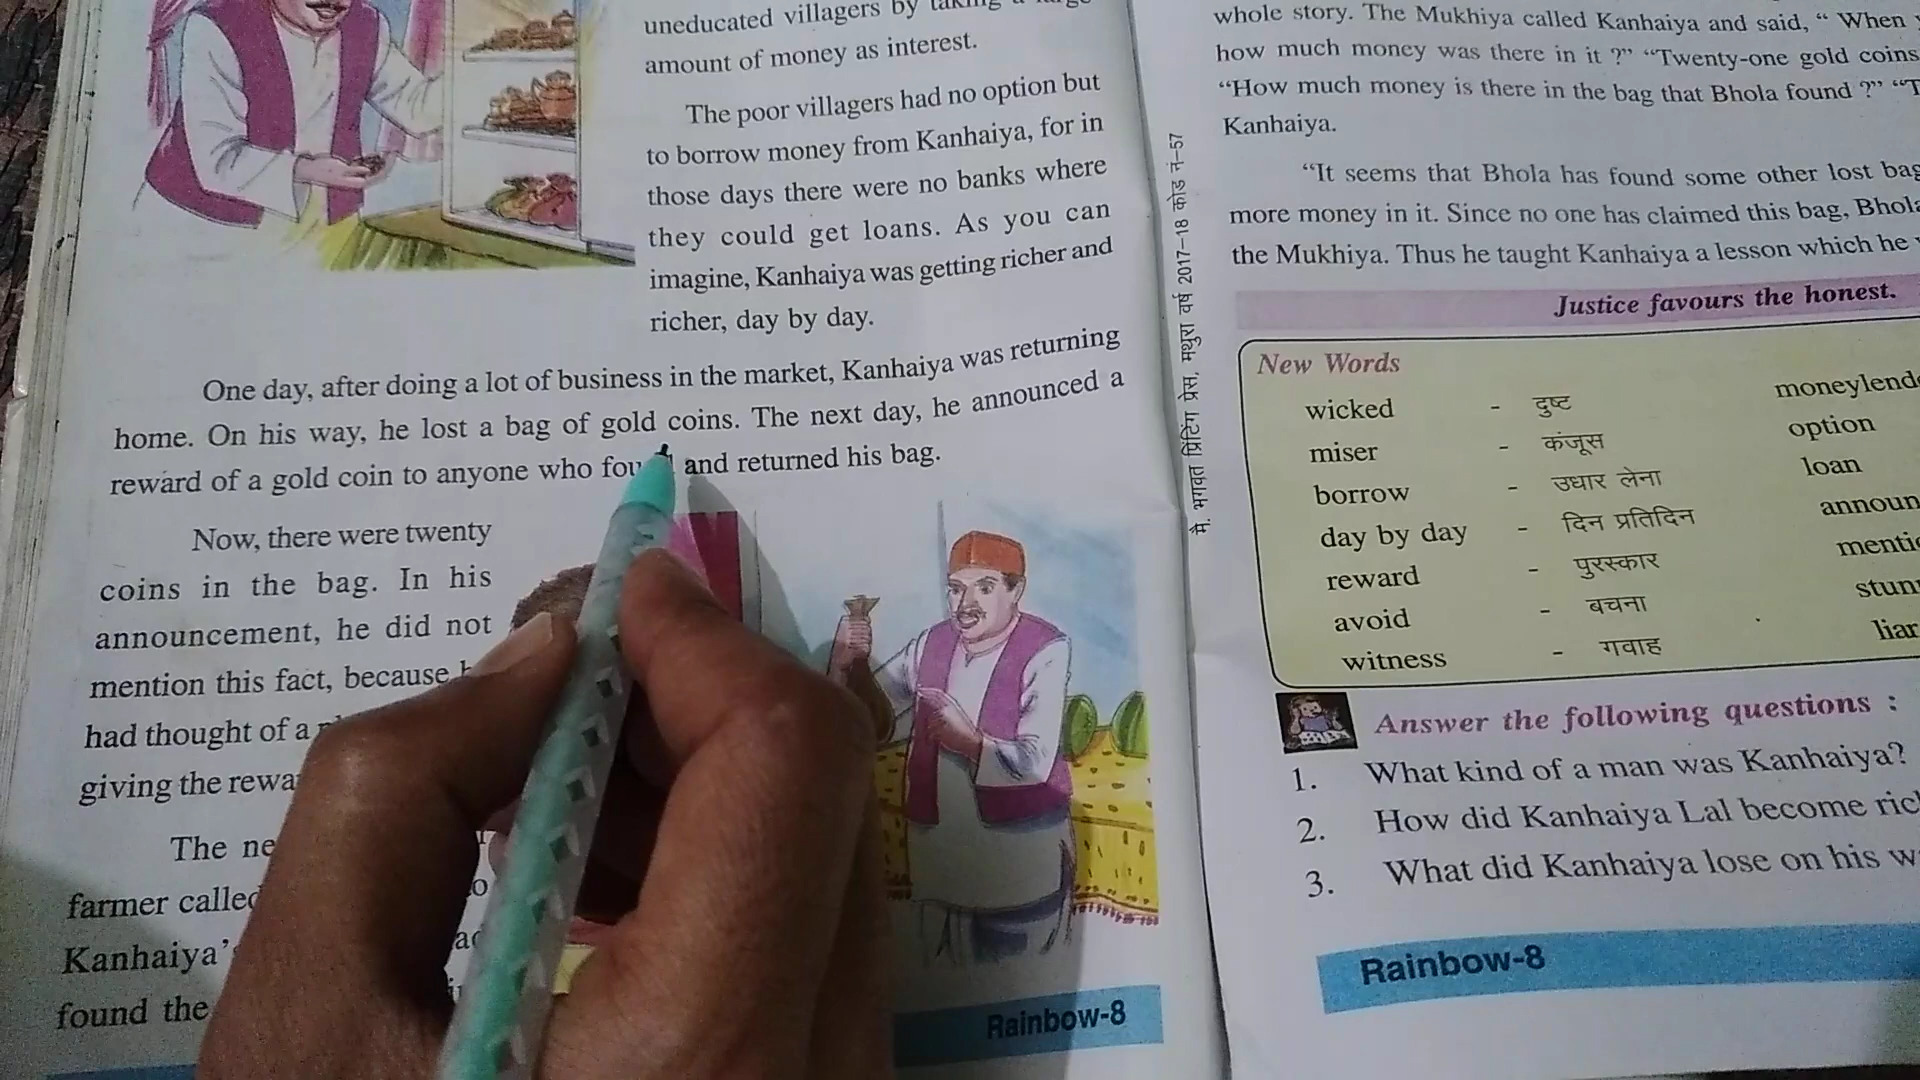 uneducated villagers by taking a large
amount of money as interest.
The poor villagers had no option but
to borrow money from Kanhaiya, for in
those days there were no banks where
they could get loans. As you can
imagine, Kanhaiya was getting richer and
richer, day by day.
One day, after doing a lot of business in the market, Kanhaiya was returning
home. On his way, he lost a bag of gold coins. The next day, he announced a
reward of a gold coin to anyone who and returned his bag.
Now, there were twenty
coins in the bag. In his
announcement, he did not
mention this fact, because
had thought of a
giving the
The
farmer
Kanhaiya's
found the
Rainbow-8
मै. भगवत प्रिंटिंग प्रेस, मथुरा वर्ष 2017-18 कोड नं-57
whole story. The Mukhiya called Kanhaiya and said, “ When
how much money was there in it ?” “Twenty-one gold coins
“How much money is there in the bag that Bhola found ?”
Kanhaiya.
“It seems that Bhola has found some other lost bag
more money in it. Since no one has claimed this bag, Bhola
the Mukhiya. Thus he taught Kanhaiya a lesson which he
Justice favours the honest.
New Words
wicked - दुष्ट
miser - कंजूस option
borrow - उधार लेना loan
day by day - दिन प्रतिदिन
reward - पुरस्कार
avoid - बचना
witness - गवाह liar
Answer the following questions :
1. What kind of a man was Kanhaiya?
2. How did Kanhaiya Lal become
3. What did Kanhaiya lose on his
Rainbow-8